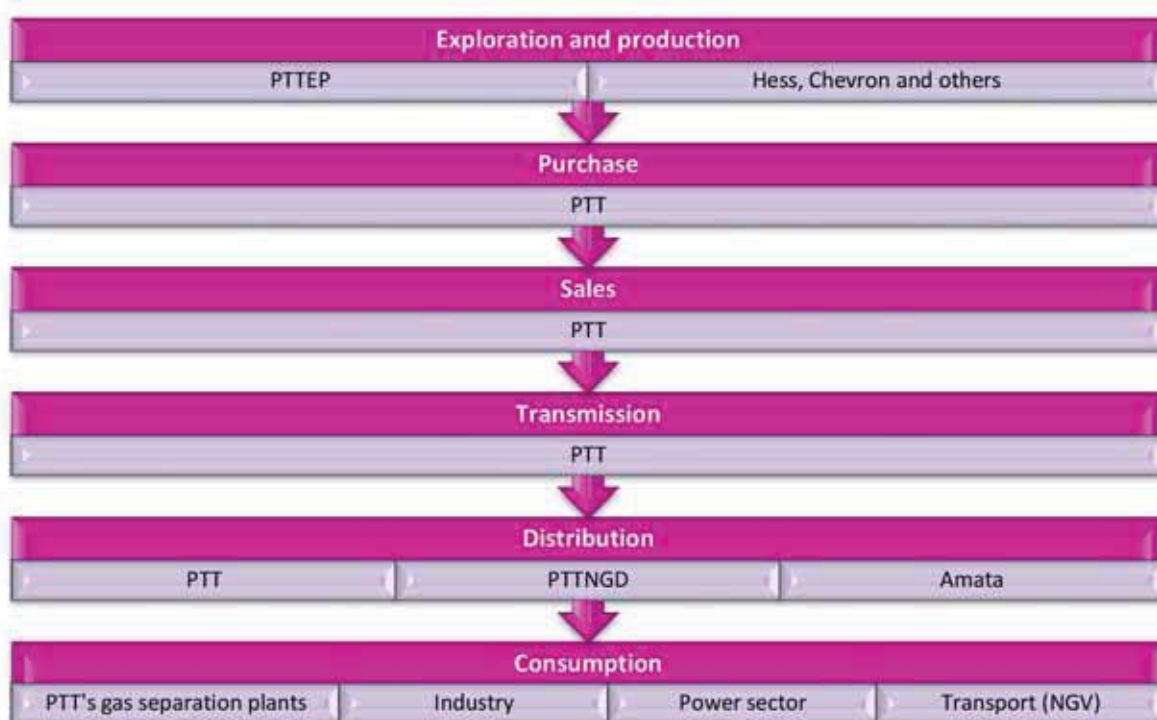 Exploration and production
PTTEP Hess, Chevron and others
Purchase
PTT
Sales
PTT
Transmission
PTT
Distribution
PTT PTTNGD Amata
Consumption
PTT's gas separation plants Industry Power sector Transport (NGV)